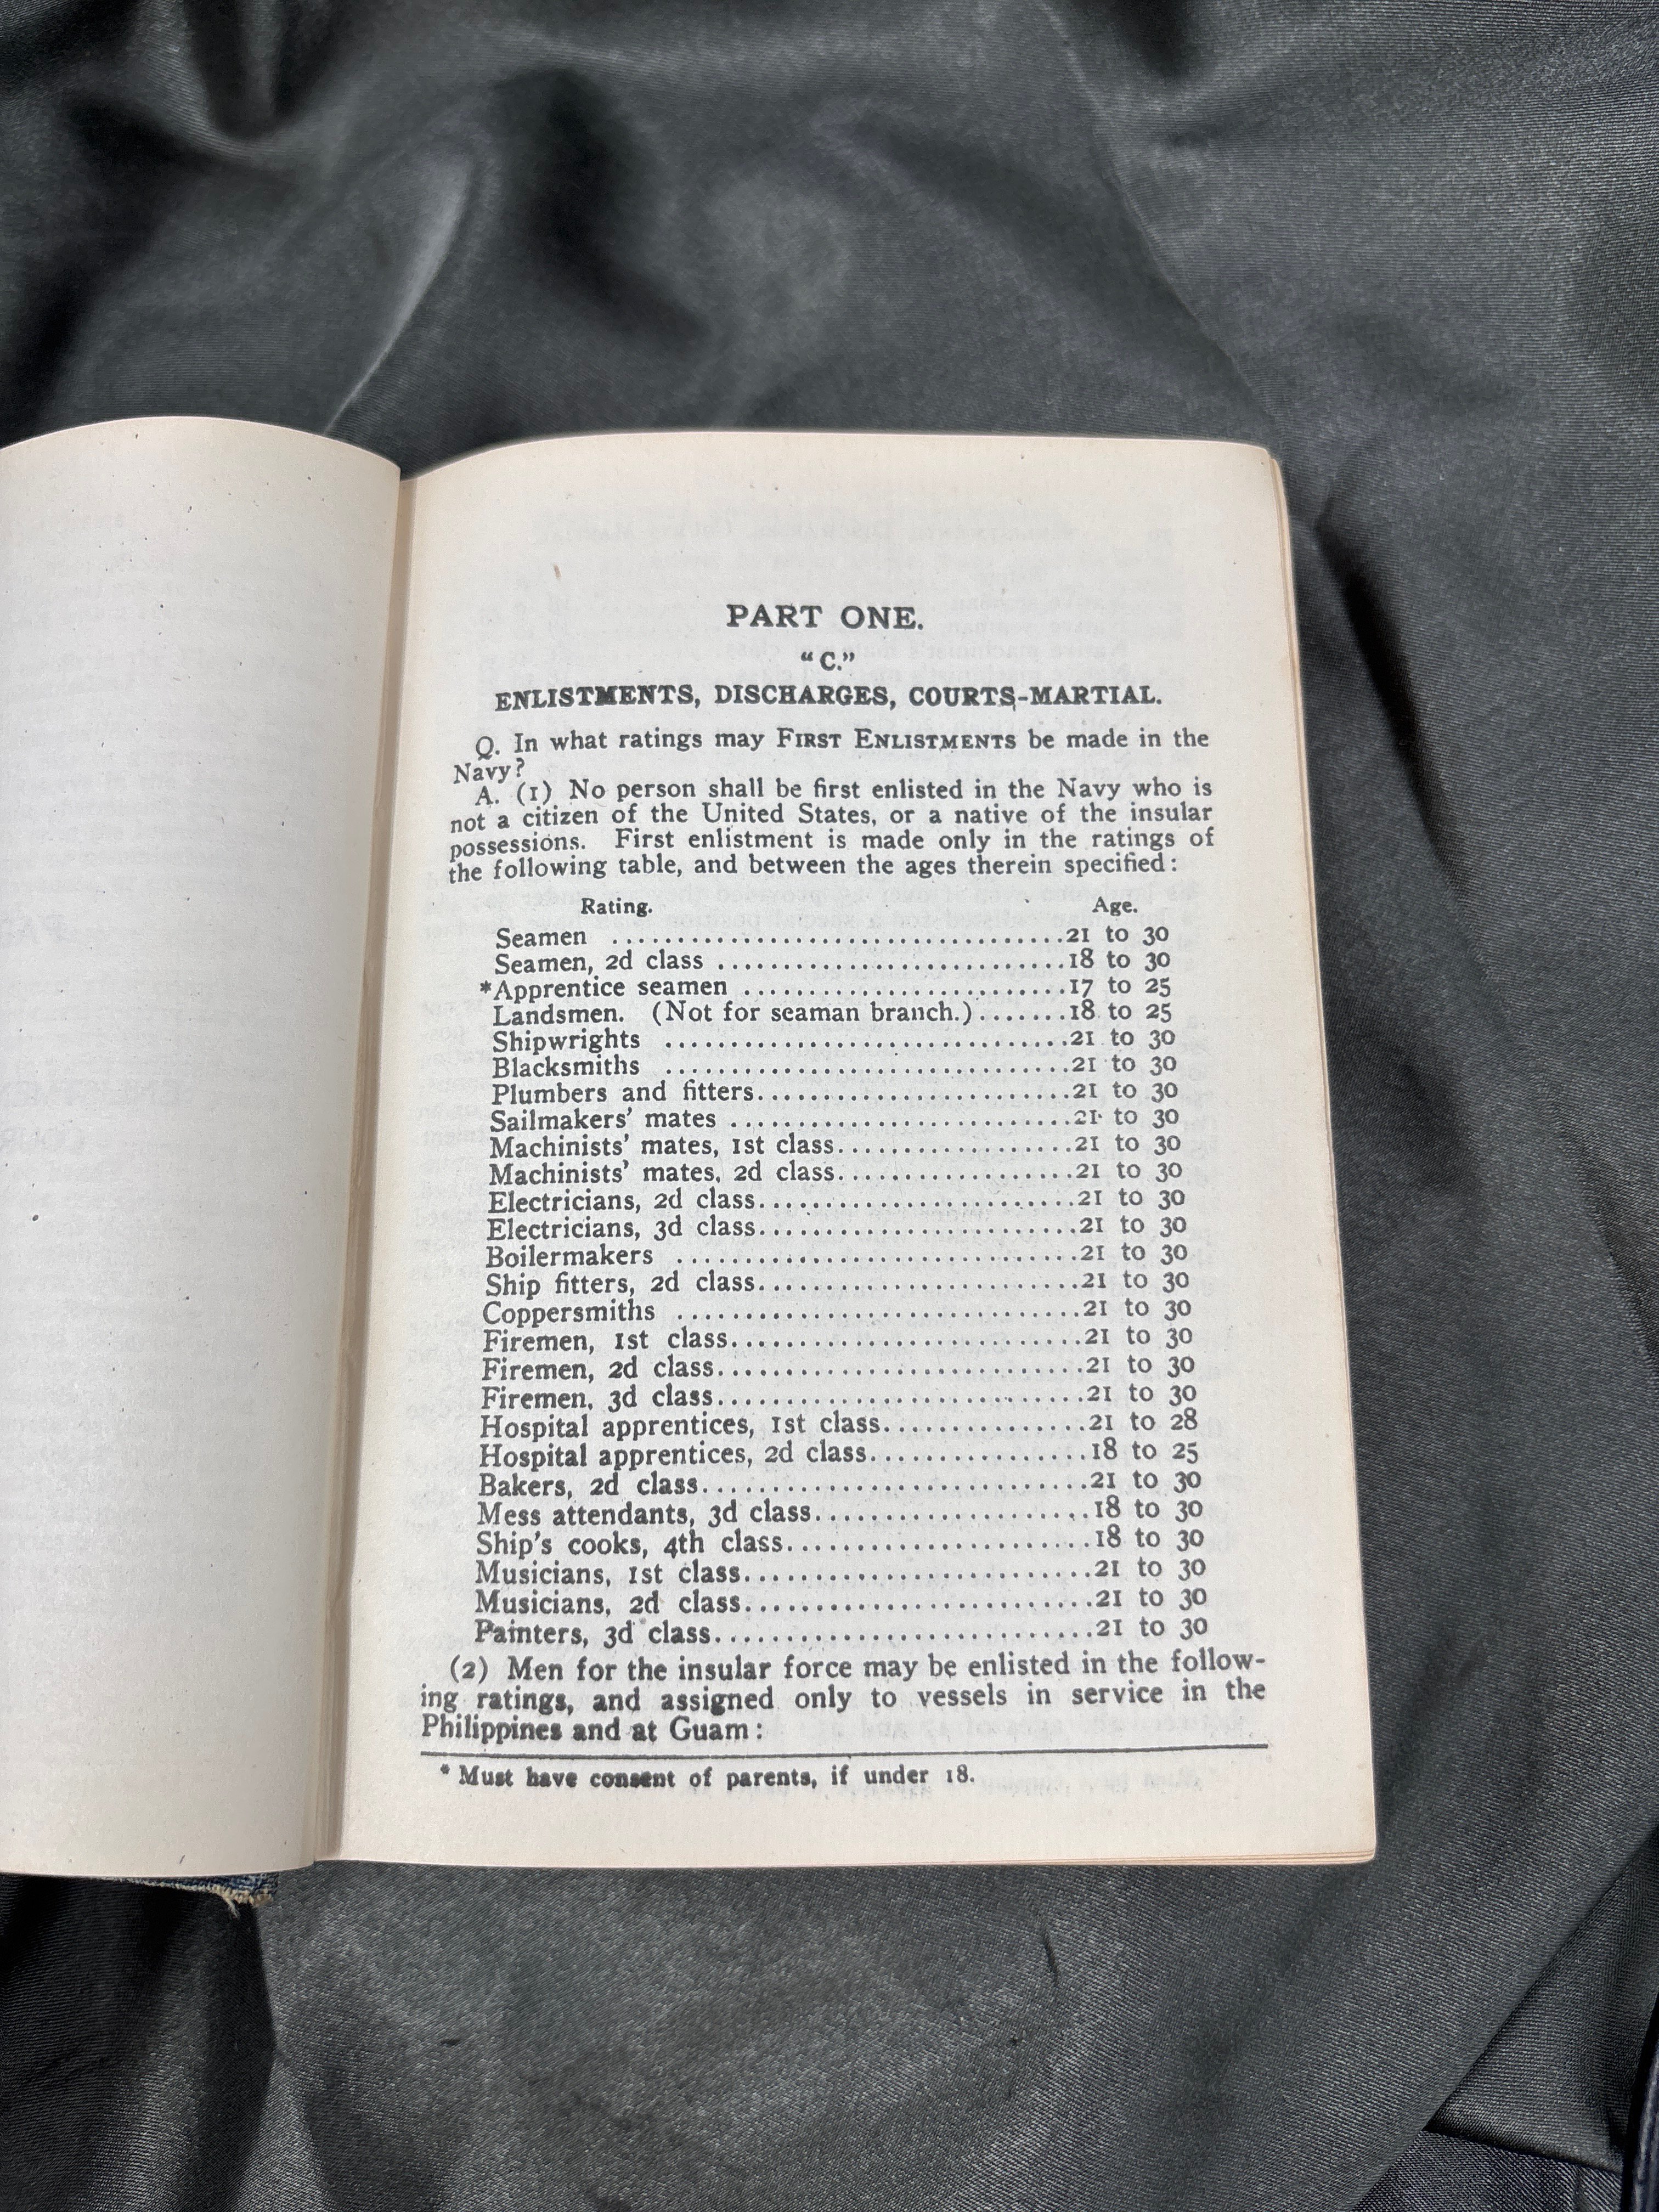 PART ONE.
“C.”
ENLISTMENTS, DISCHARGES, COURTS-MARTIAL.
Q. In what ratings may FIRST ENLISTMENTS be made in the
Navy?
A. (1) No person shall be first enlisted in the Navy who is
not a citizen of the United States, or a native of the insular
possessions. First enlistment is made only in the ratings of
the following table, and between the ages therein specified:
Rating. Age.
Seamen ..................................21 to 30
Seamen, 2d class ..........................18 to 30
*Apprentice seamen ........................17 to 25
Landsmen. (Not for seaman branch.).......18 to 25
Shipwrights ...............................21 to 30
Blacksmiths ...............................21 to 30
Plumbers and fitters........................21 to 30
Sailmakers’ mates ..........................21 to 30
Machinists’ mates, 1st class..................21 to 30
Machinists’ mates, 2d class..................21 to 30
Electricians, 2d class........................21 to 30
Electricians, 3d class........................21 to 30
Boilermakers ..............................21 to 30
Ship fitters, 2d class........................21 to 30
Coppersmiths ..............................21 to 30
Firemen, 1st class...........................21 to 30
Firemen, 2d class............................21 to 30
Firemen, 3d class............................21 to 30
Hospital apprentices, 1st class................21 to 28
Hospital apprentices, 2d class.................18 to 25
Bakers, 2d class.............................21 to 30
Mess attendants, 3d class.....................18 to 30
Ship’s cooks, 4th class.......................18 to 30
Musicians, 1st class..........................21 to 30
Musicians, 2d class..........................21 to 30
Painters, 3d class............................21 to 30
(2) Men for the insular force may be enlisted in the follow-
ing ratings, and assigned only to vessels in service in the
Philippines and at Guam:
* Must have consent of parents, if under 18.